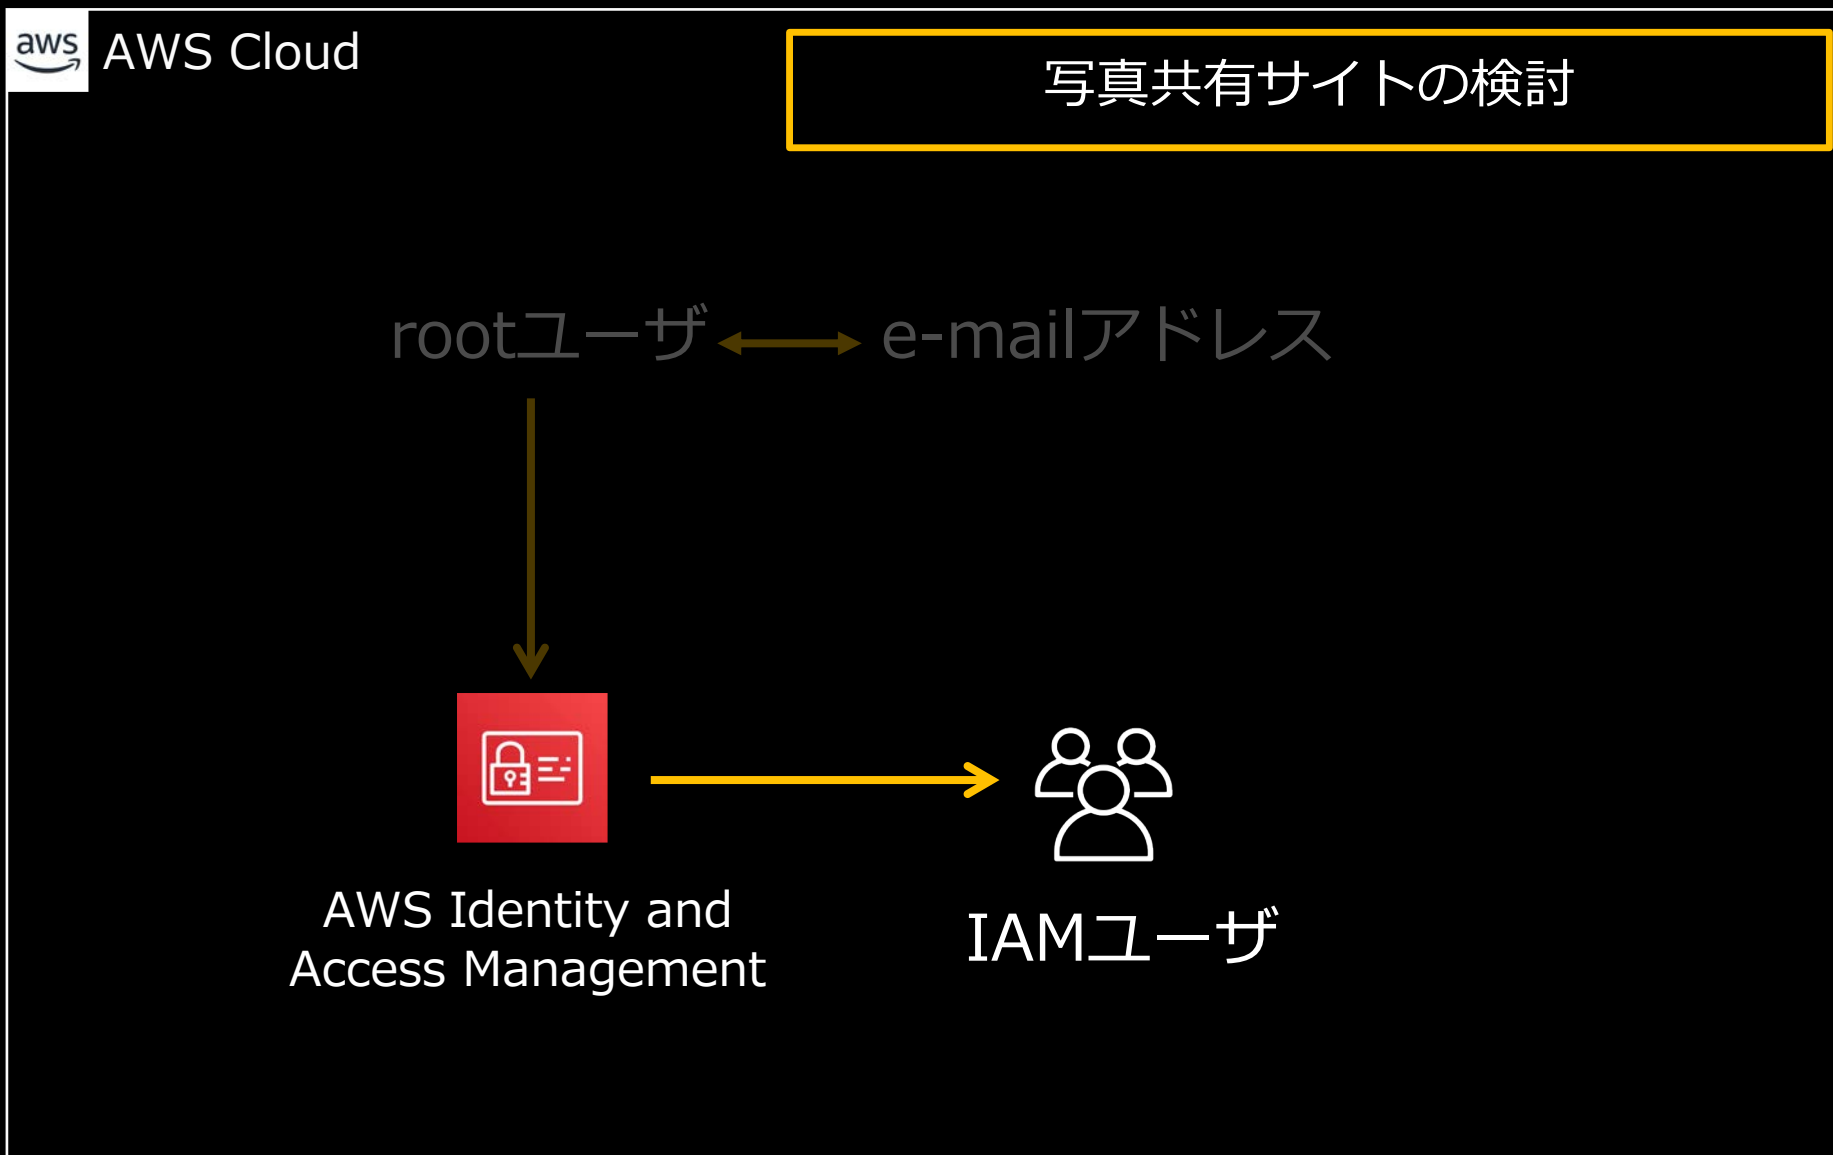 aws
AWS Cloud
写真共有サイトの検討
rootユーザ
e-mailアドレス
AWS Identity and
Access Management
IAMユーザ